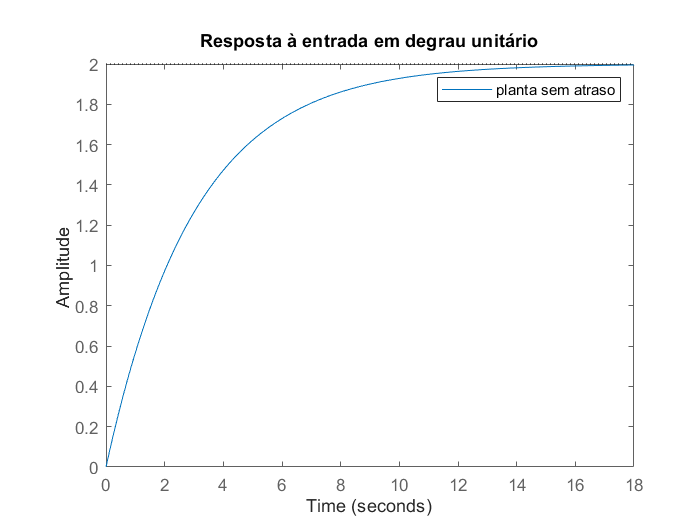 Resposta à entrada em degrau unitário
planta sem atraso
Amplitude
2
1.8
1.6
1.4
1.2
1
0.8
0.6
0.4
0.2
0
0 2 4 6 8 10 12 14 16 18
Time (seconds)